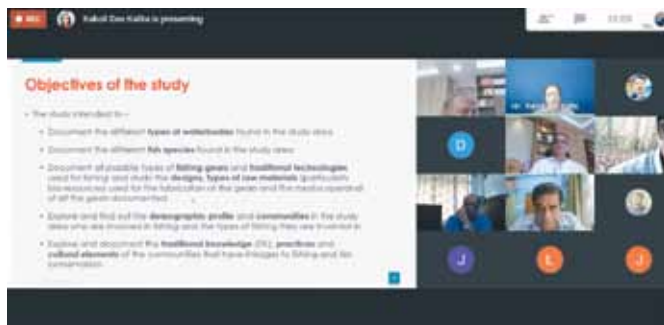 REC Kakoli Das Kalita is presenting
Objectives of the study
The study intended to –
Document the different types of waterbodies found in the study area
Document the different fish species found in the study area
Document all possible types of fishing gears and traditional technologies
used for fishing and study the designs, types of raw materials (particularly
bio-resources used for the fabrication of the gears and the modus operandi
of all the gears documented
Explore and find out the demographic profile and communities in the study
area who are involved in fishing and the types of fishing they are involved in
Explore and document the traditional knowledge (TK), practices and
cultural elements of the communities that have linkages to fishing and its
conservation
D
J
L
J